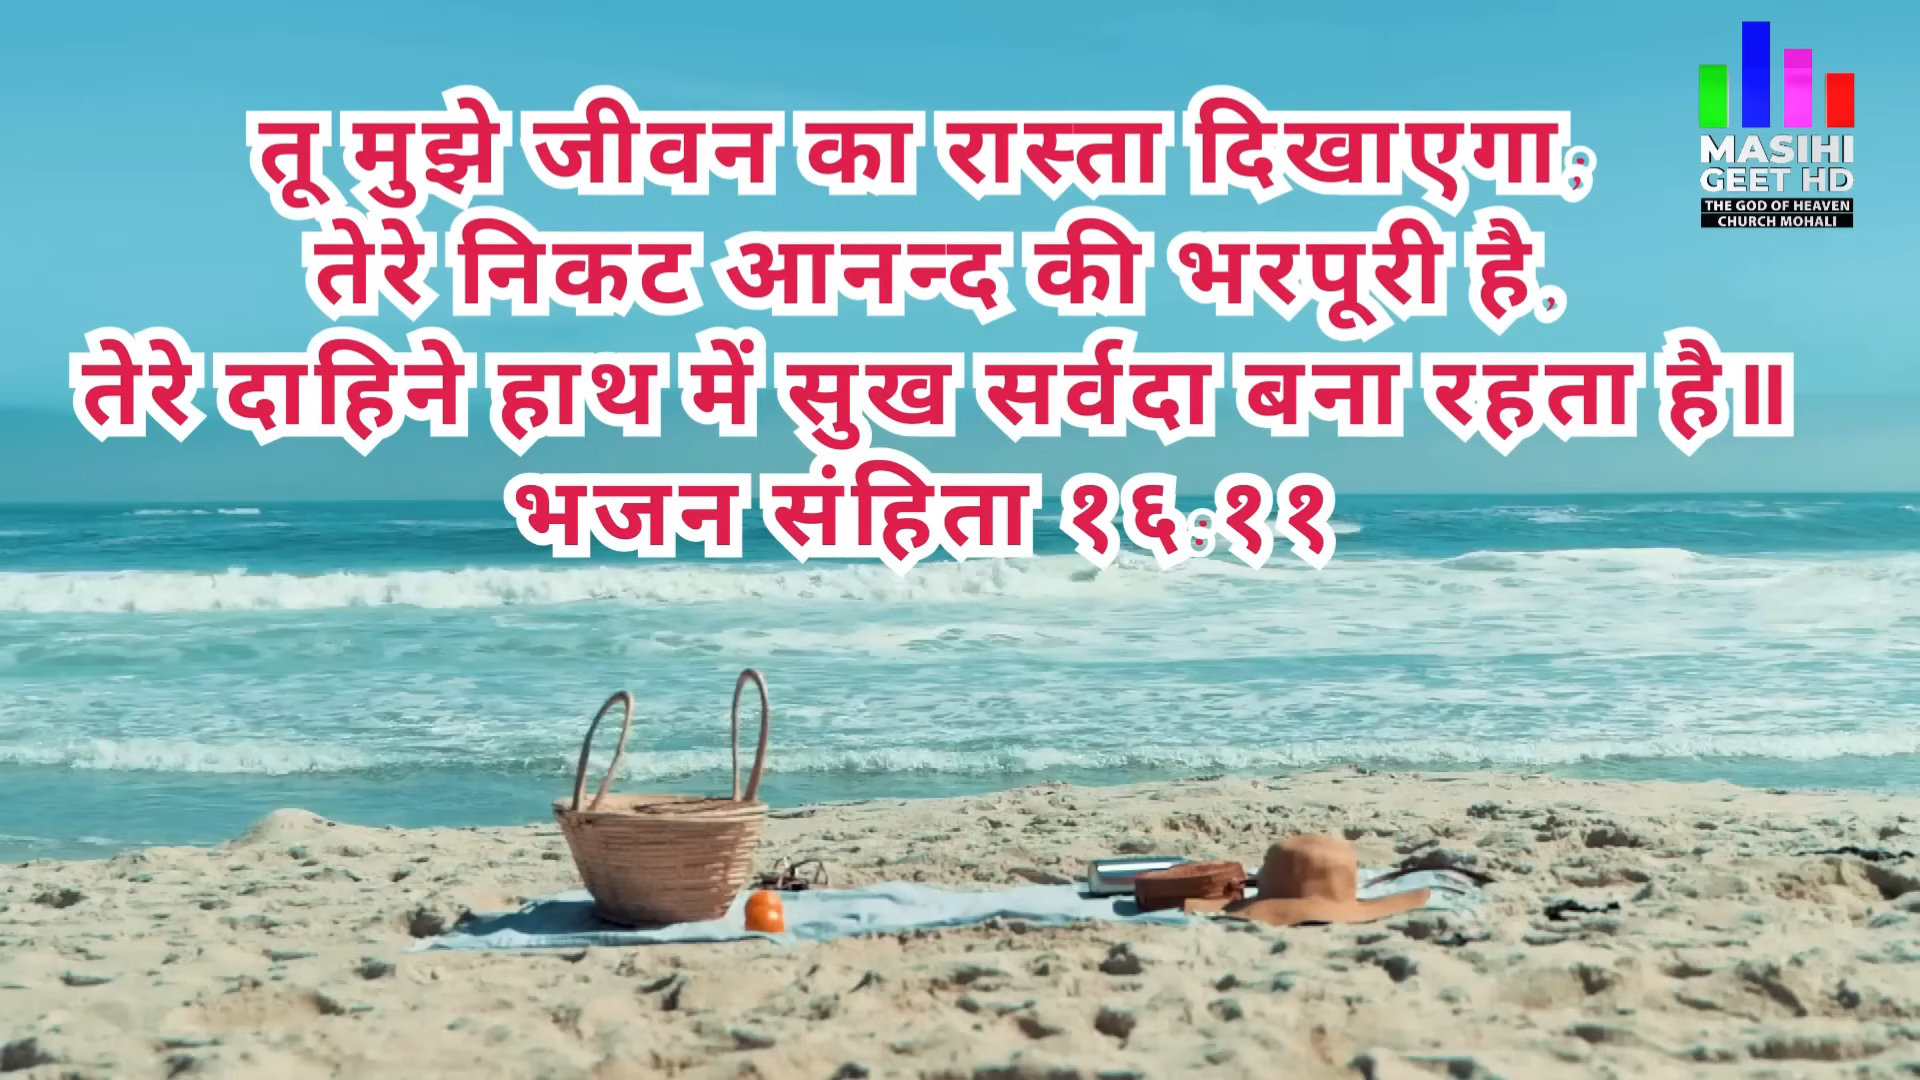 तू मुझे जीवन का रास्ता दिखाएगा;
तेरे निकट आनन्द की भरपूरी है,
तेरे दाहिने हाथ में सुख सर्वदा बना रहता है॥
भजन संहिता १६:११
MASIHI
GEET HD
THE GOD OF HEAVEN
CHURCH MOHALI